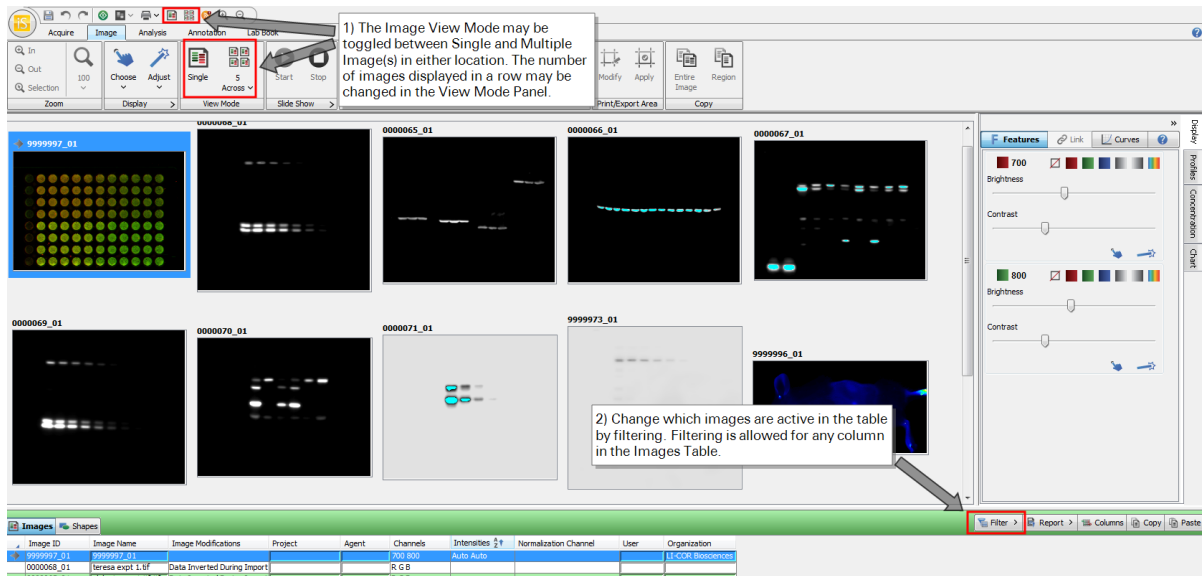 iS
Acquire Image Analysis Annotation Lab Book
In
Out
Selection
100
Zoom
Choose Adjust
Display
Single 5 Across
View Mode
Start Stop
Slide Show
Modify Apply
Print/Export Area
Entire Image Region
Copy
1) The Image View Mode may be
toggled between Single and Multiple
Image(s) in either location. The number
of images displayed in a row may be
changed in the View Mode Panel.
9999997_01
0000068_01
0000065_01
0000066_01
0000067_01
0000069_01
0000070_01
0000071_01
9999973_01
9999996_01
2) Change which images are active in the table
by filtering. Filtering is allowed for any column
in the Images Table.
Features Link Curves
700
Brightness
Contrast
800
Brightness
Contrast
Display
Profiles
Concentration
Chart
Images Shapes
Filter > Report > Columns Copy Paste
Image ID Image Name Image Modifications Project Agent Channels Intensities Normalization Channel User Organization
9999997_01 9999997_01 700 800 Auto Auto LI-COR Biosciences
0000068_01 teresa expt 1.tif Data Inverted During Import R G B